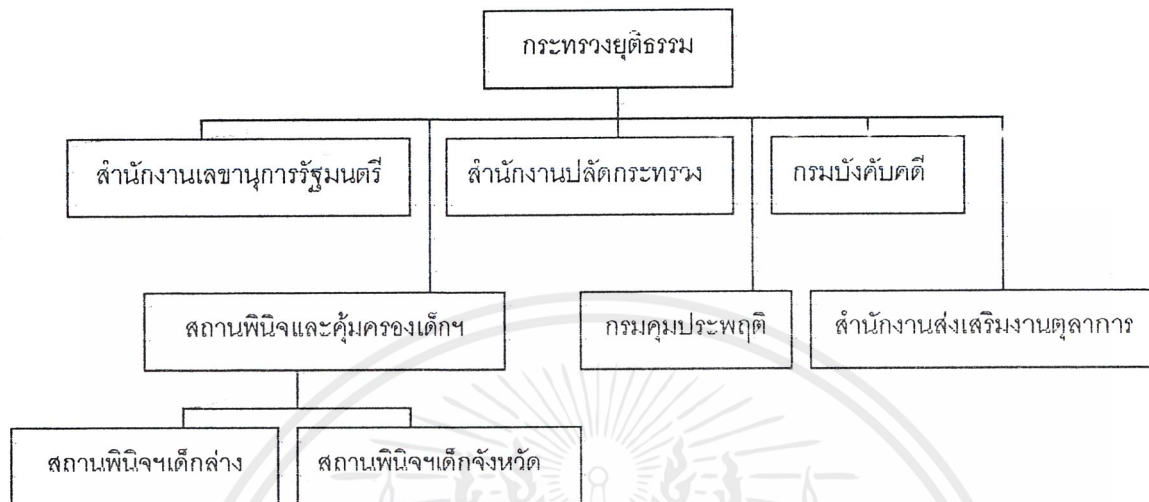 กระทรวงยุติธรรม
สำนักงานเลขานุการรัฐมนตรี
สำนักงานปลัดกระทรวง
กรมบังคับคดี
สถานพินิจและคุ้มครองเด็กฯ
กรมคุมประพฤติ
สำนักงานส่งเสริมงานตุลาการ
สถานพินิจฯเด็กล่าง
สถานพินิจฯเด็กจังหวัด